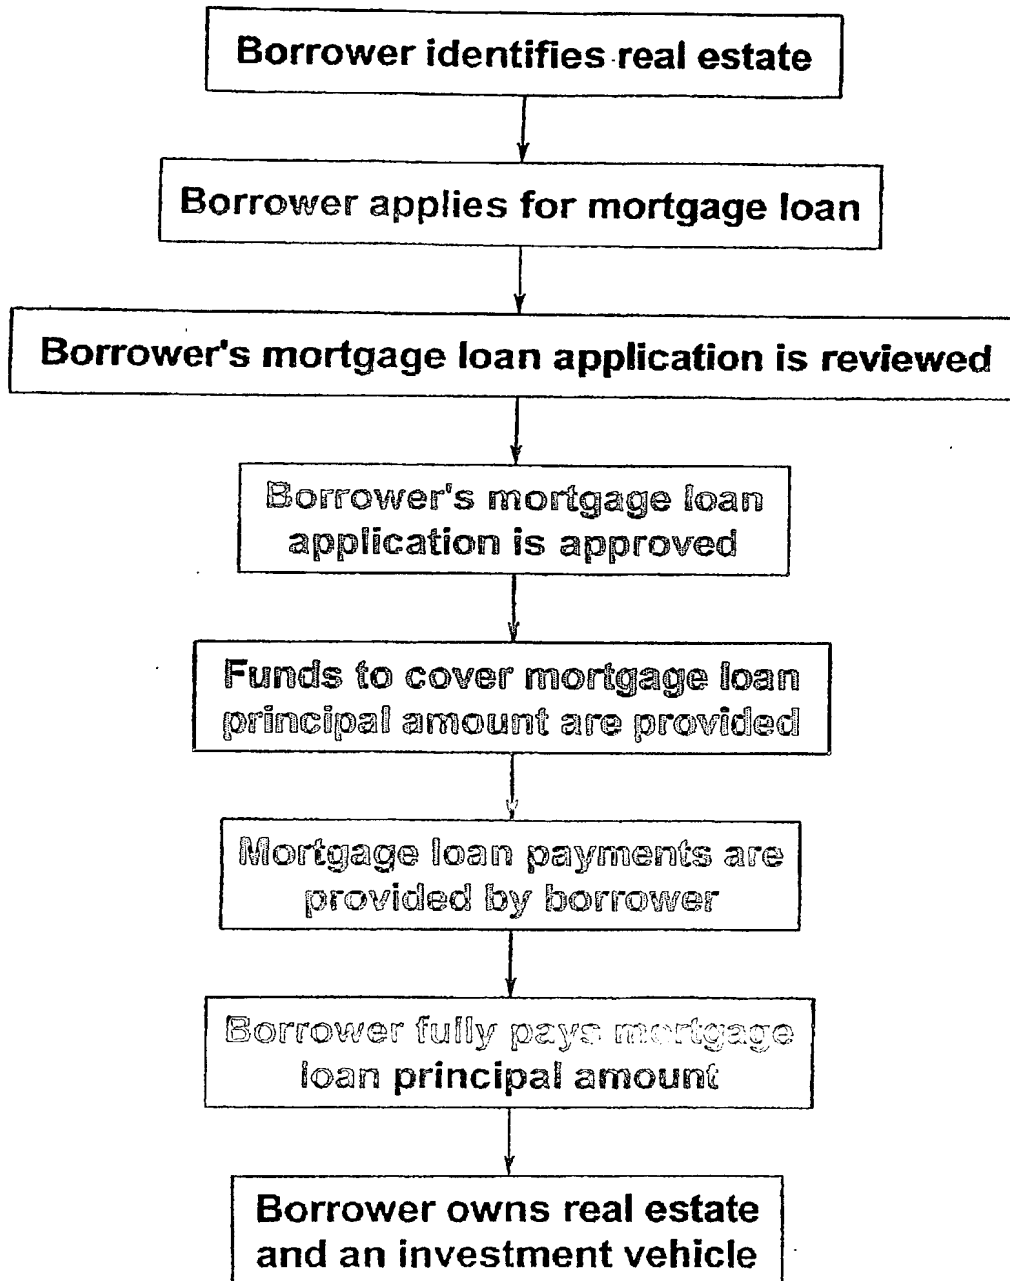 Borrower identifies real estate
Borrower applies for mortgage loan
Borrower's mortgage loan application is reviewed
Borrower's mortgage loan
application is approved
Funds to cover mortgage loan
principal amount are provided
Mortgage loan payments are
provided by borrower
Borrower fully pays mortgage
loan principal amount
Borrower owns real estate
and an investment vehicle